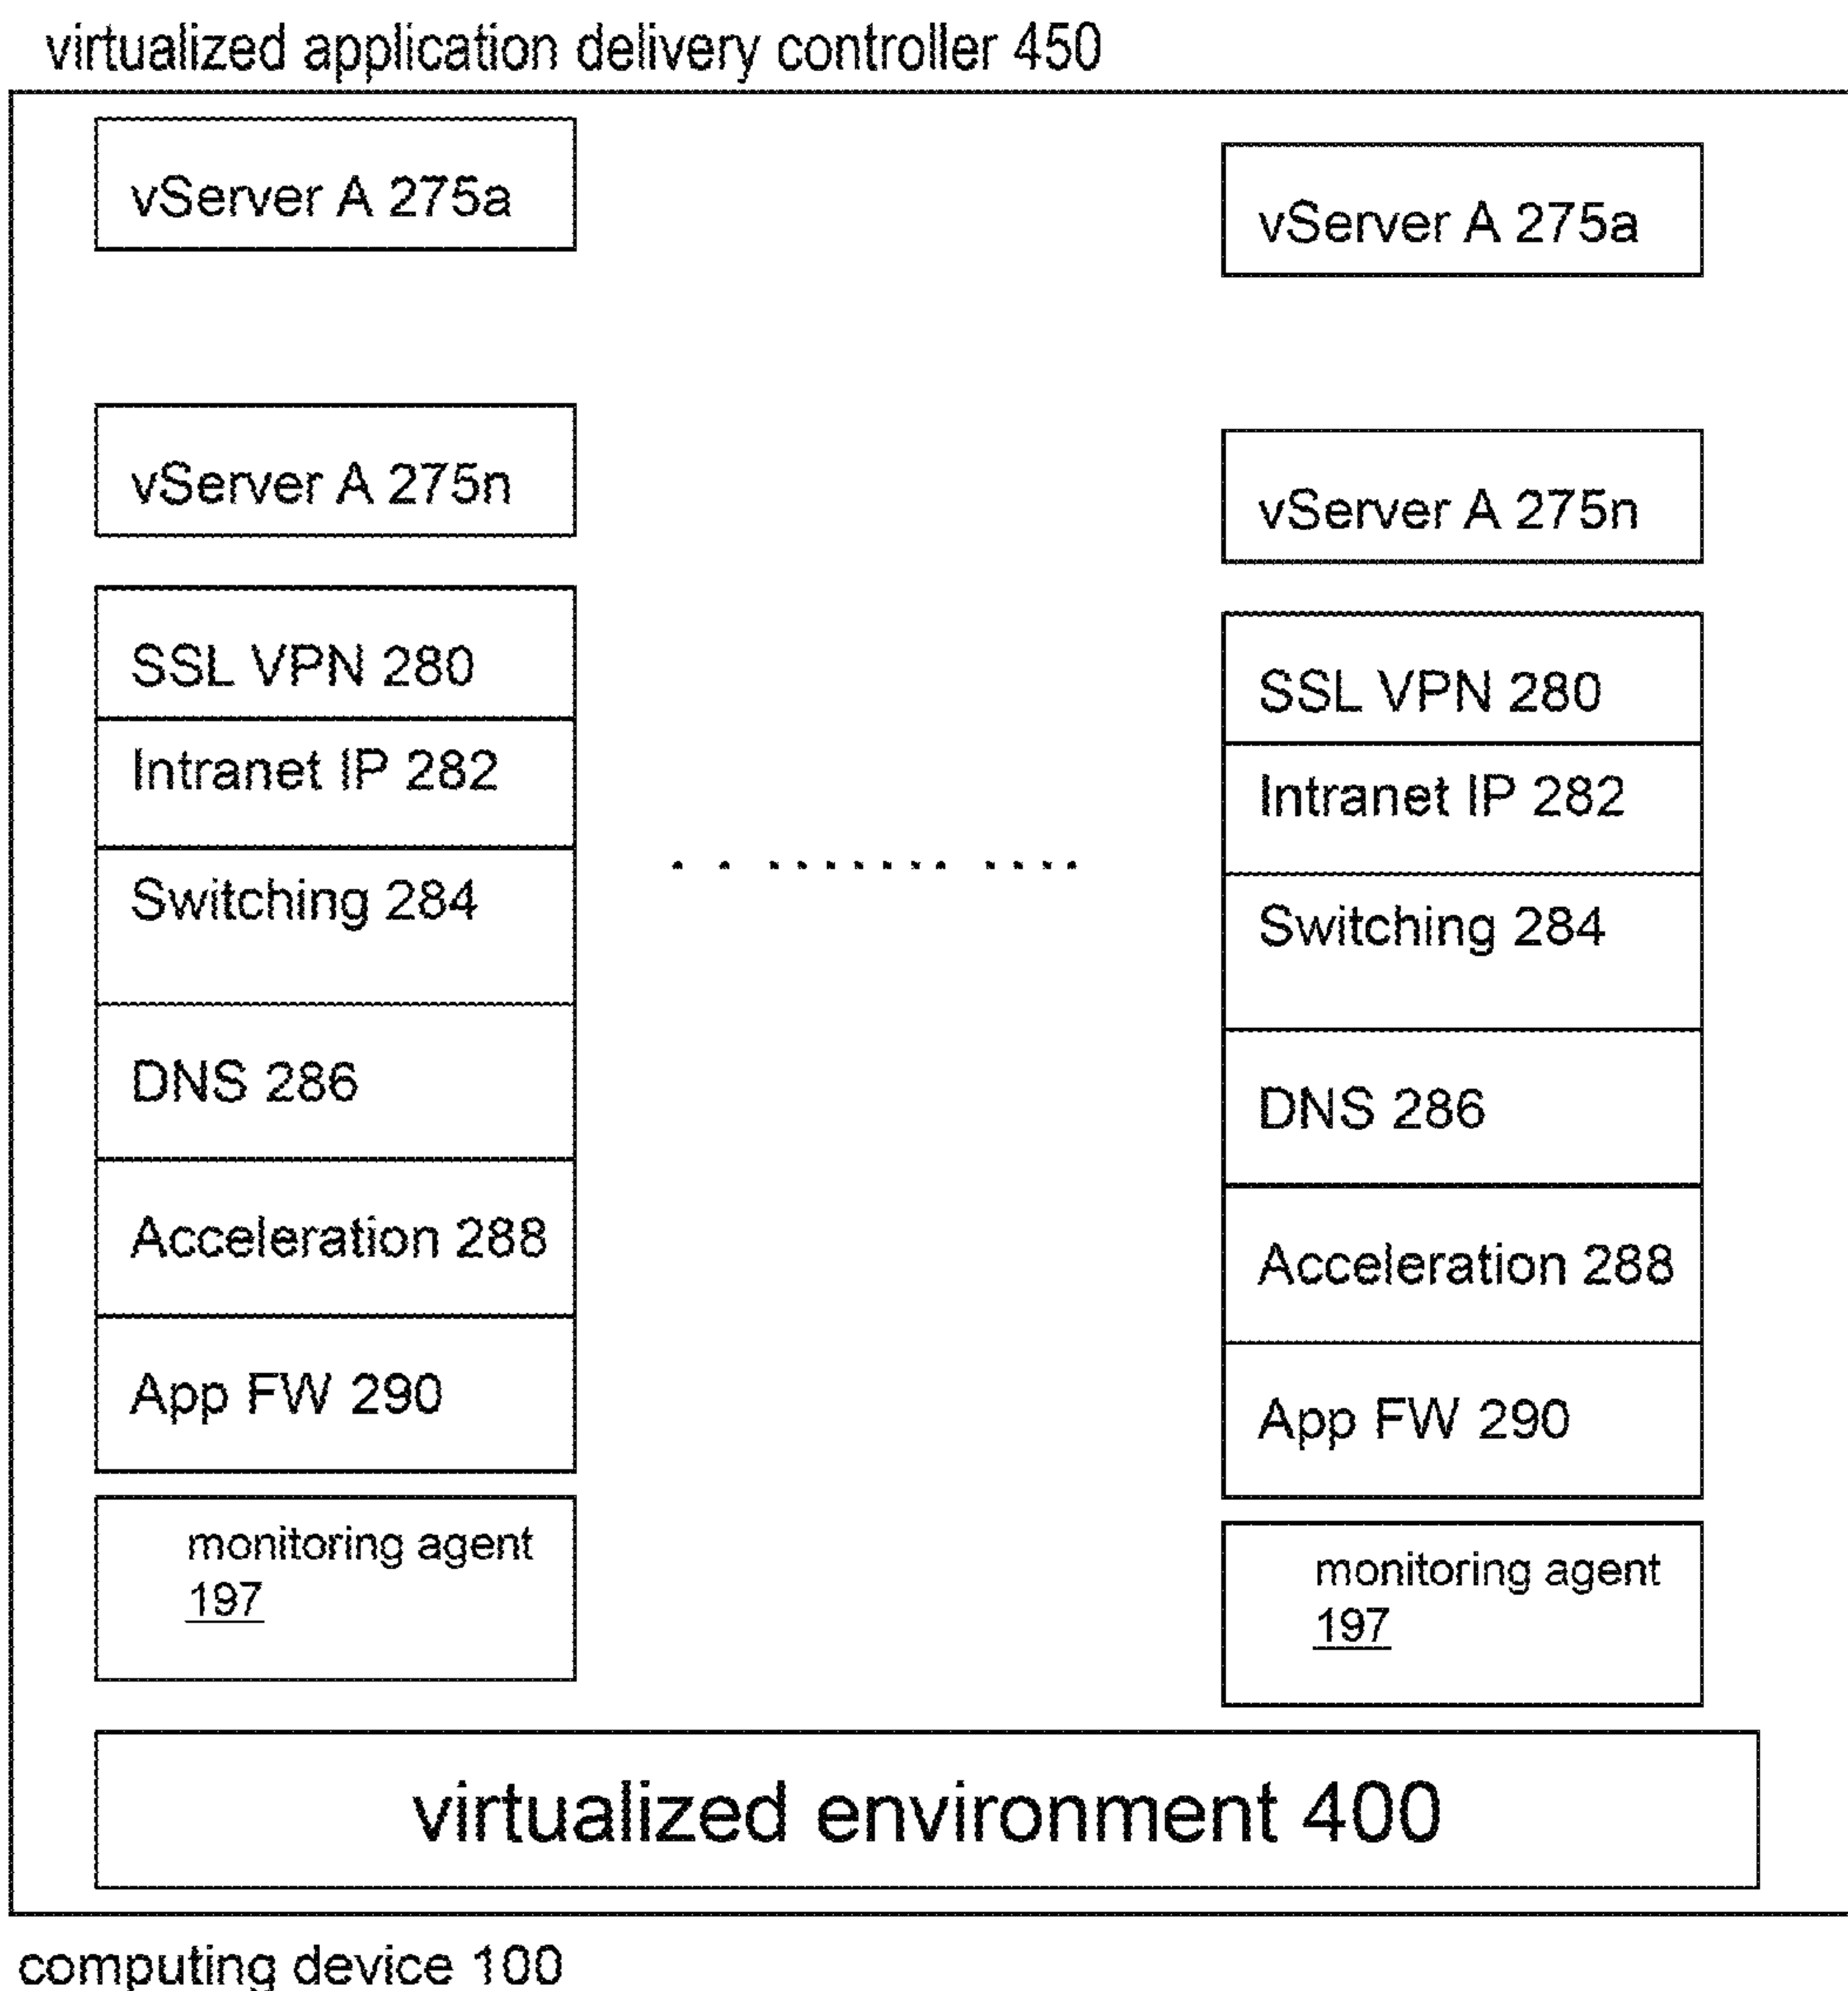 virtualized application delivery controller 450
vServer A 275a
vServer A 275n
SSL VPN 280
Intranet IP 282
Switching 284
DNS 286
Acceleration 288
App FW 290
monitoring agent
197
vServer A 275a
vServer A 275n
SSL VPN 280
Intranet IP 282
Switching 284
DNS 286
Acceleration 288
App FW 290
monitoring agent
197
virtualized environment 400
computing device 100